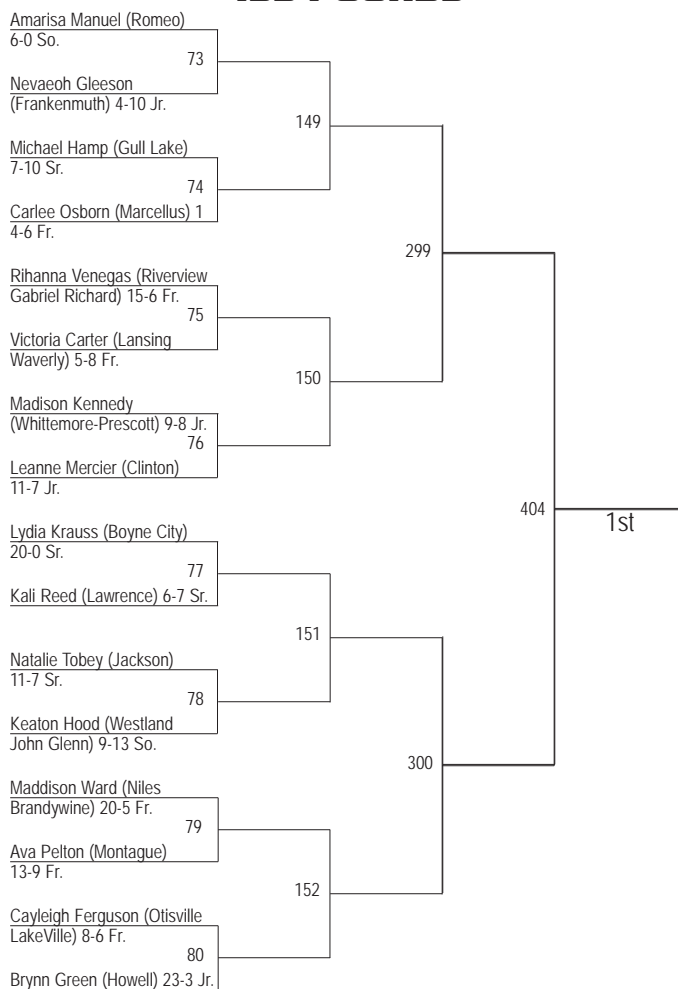 Amarisa Manuel (Romeo)
6-0 So.
73
Nevaeoh Gleeson
(Frankenmuth) 4-10 Jr.
149
Michael Hamp (Gull Lake)
7-10 Sr.
74
Carlee Osborn (Marcellus) 1
4-6 Fr.
299
Rihanna Venegas (Riverview
Gabriel Richard) 15-6 Fr.
75
Victoria Carter (Lansing
Waverly) 5-8 Fr.
150
Madison Kennedy
(Whittemore-Prescott) 9-8 Jr.
76
Leanne Mercier (Clinton)
11-7 Jr.
404
1st
Lydia Krauss (Boyne City)
20-0 Sr.
77
Kali Reed (Lawrence) 6-7 Sr.
151
Natalie Tobey (Jackson)
11-7 Sr.
78
Keaton Hood (Westland
John Glenn) 9-13 So.
300
Maddison Ward (Niles
Brandywine) 20-5 Fr.
79
Ava Pelton (Montague)
13-9 Fr.
152
Cayleigh Ferguson (Otisville
LakeVille) 8-6 Fr.
80
Brynn Green (Howell) 23-3 Jr.